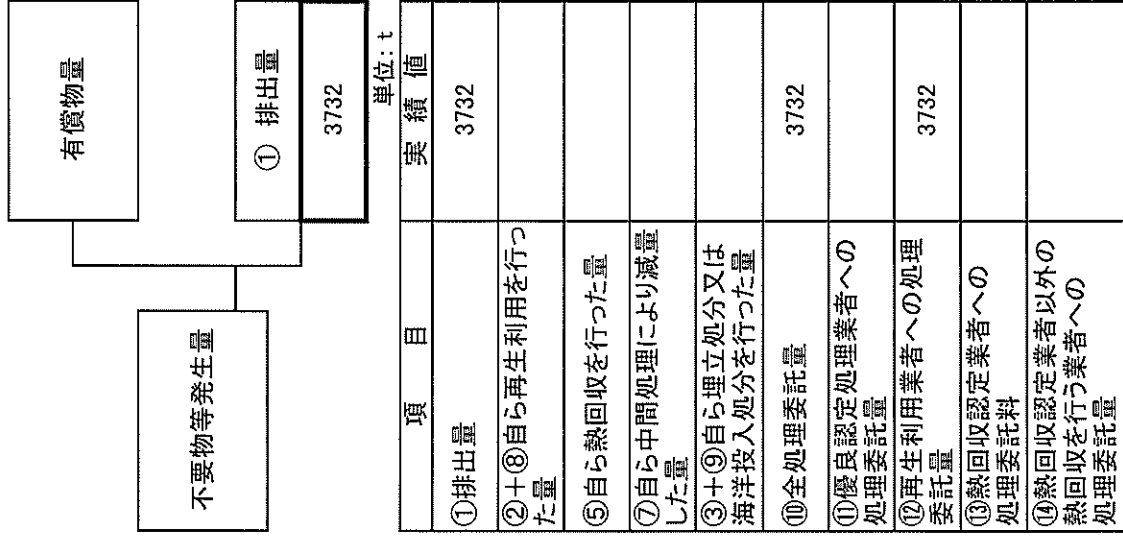 不要物等発生量
有償物量
① 排出量
3732
単位：t
項 目
実 績 値
①排出量
3732
②＋⑧自ら再生利用を行っ
た量
⑤自ら熱回収を行った量
⑦自ら中間処理により減量
した量
③＋⑨自ら埋立処分又は
海洋投入処分を行った量
⑩全処理委託量
3732
⑪優良認定処理業者への
処理委託量
⑫再生利用業者への処理
委託量
3732
⑬熱回収認定業者への
処理委託料
⑭熱回収認定業者以外の
熱回収を行う業者への
処理委託量